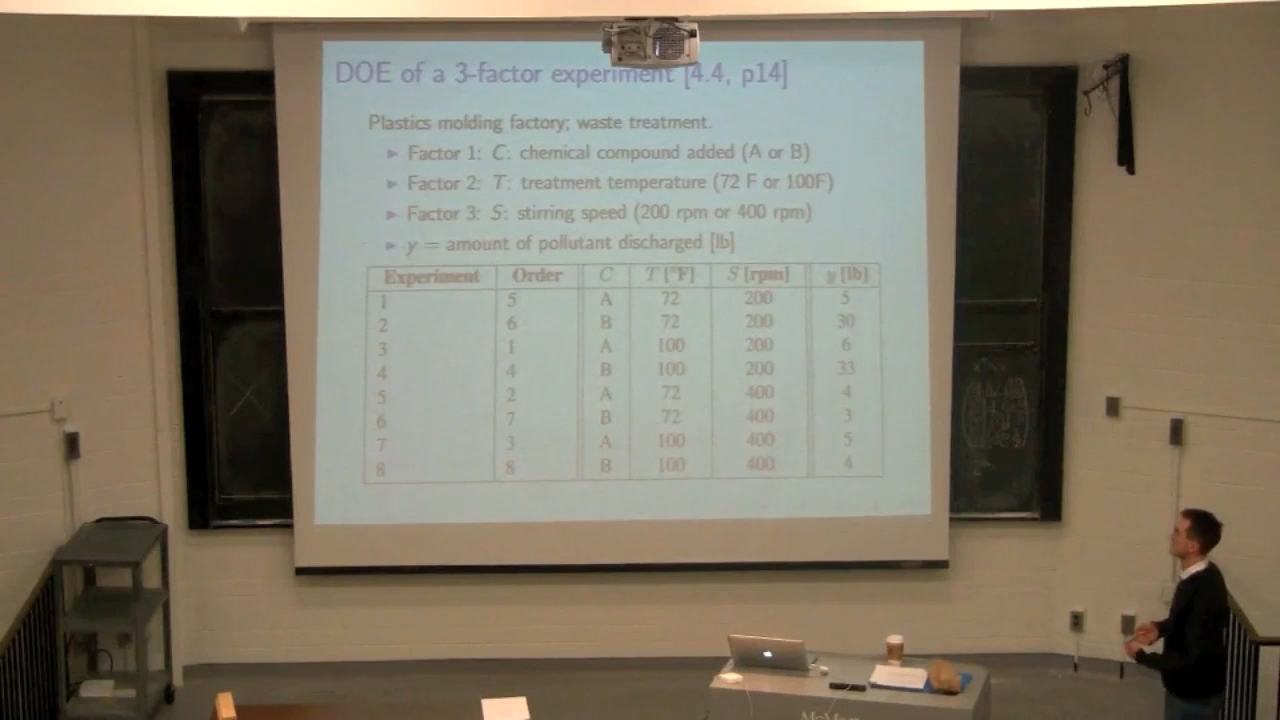 DOE of a 3-factor experiment [4.4, p14]
Plastics molding factory; waste treatment.
► Factor 1: C: chemical compound added (A or B)
► Factor 2: T: treatment temperature (72 F or 100F)
► Factor 3: S: stirring speed (200 rpm or 400 rpm)
► y = amount of pollutant discharged [lb]
Experiment Order C T [°F] S [rpm] y [lb]
1 5 A 72 200 5
2 6 B 72 200 30
3 1 A 100 200 6
4 4 B 100 200 33
5 2 A 72 400 4
6 7 B 72 400 3
7 3 A 100 400 5
8 8 B 100 400 4